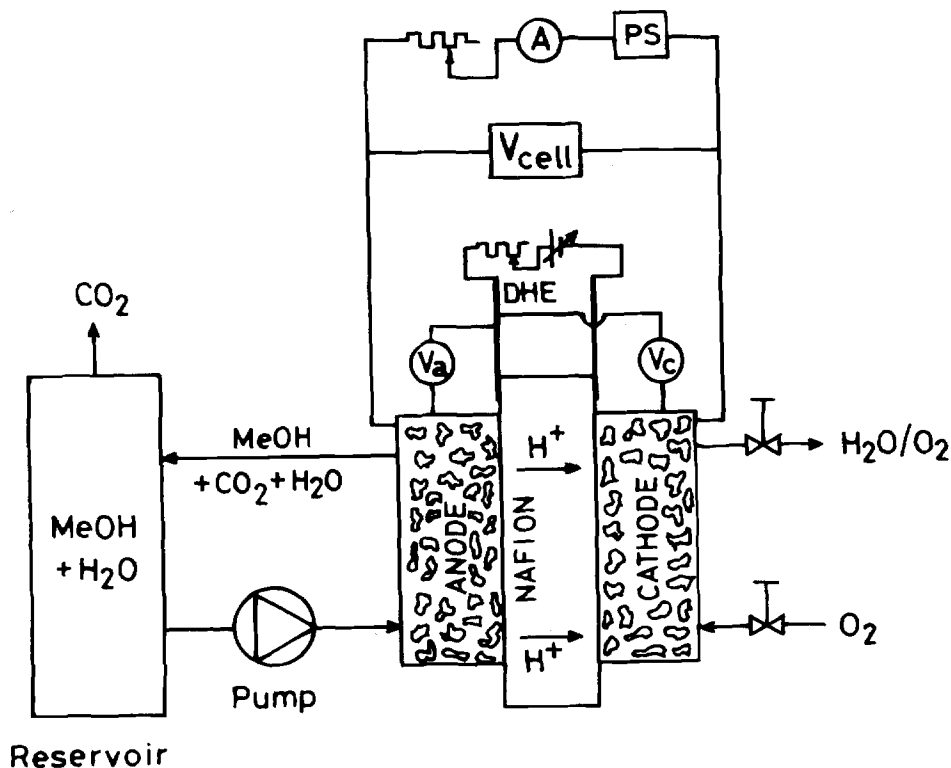 A
PS
Vcell
DHE
CO2
Va
Vc
MeOH
+CO2+H2O
H+
H2O/O2
MeOH
+H2O
ANODE
NAFION
CATHODE
H+
O2
Pump
Reservoir